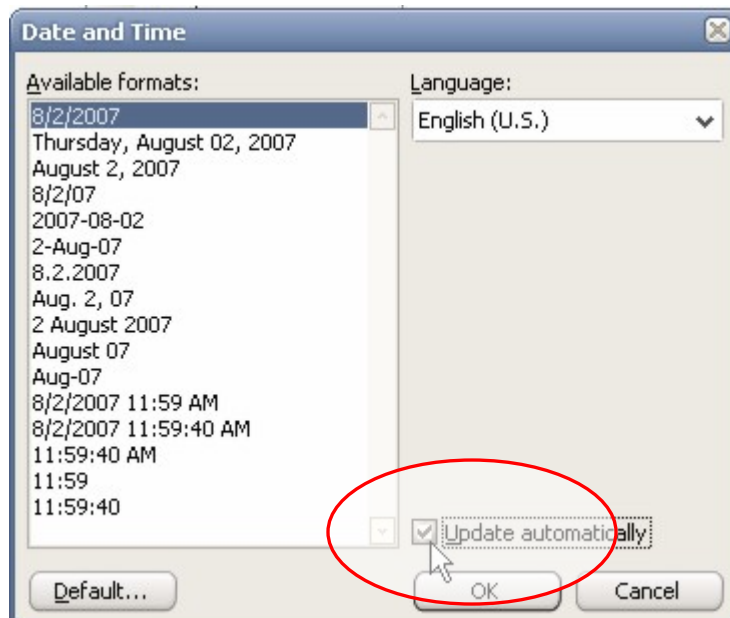 Date and Time
Available formats:
8/2/2007
Thursday, August 02, 2007
August 2, 2007
8/2/07
2007-08-02
2-Aug-07
8.2.2007
Aug. 2, 07
2 August 2007
August 07
Aug-07
8/2/2007 11:59 AM
8/2/2007 11:59:40 AM
11:59:40 AM
11:59
11:59:40
Language:
English (U.S.)
Update automatically
Default...
OK
Cancel